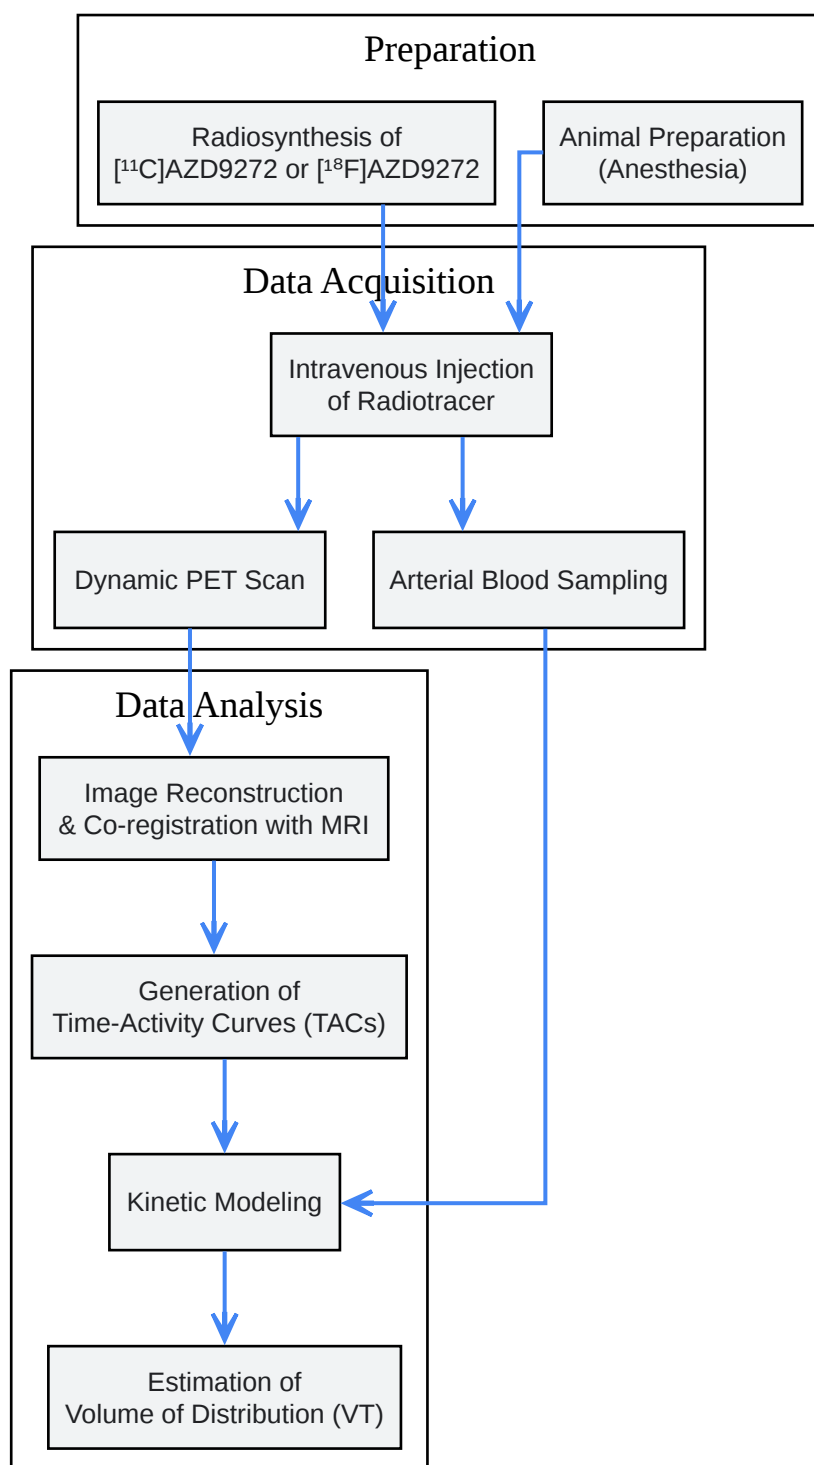 Preparation
Radiosynthesis of
[¹¹C]AZD9272 or [¹⁸F]AZD9272
Animal Preparation
(Anesthesia)
Data Acquisition
Intravenous Injection
of Radiotracer
Dynamic PET Scan
Arterial Blood Sampling
Data Analysis
Image Reconstruction
& Co-registration with MRI
Generation of
Time-Activity Curves (TACs)
Kinetic Modeling
Estimation of
Volume of Distribution (VT)